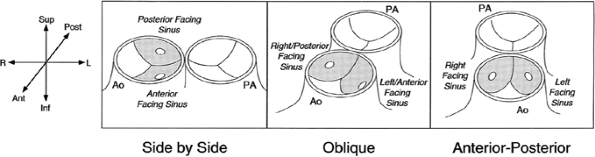 Sup
Post
R
L
Ant
Inf
Posterior Facing
Sinus
Ao
PA
Anterior
Facing Sinus
Side by Side
PA
Right/Posterior
Facing
Sinus
Left/Anterior
Facing
Sinus
Ao
Oblique
PA
Right
Facing
Sinus
Left
Facing
Sinus
Ao
Anterior-Posterior